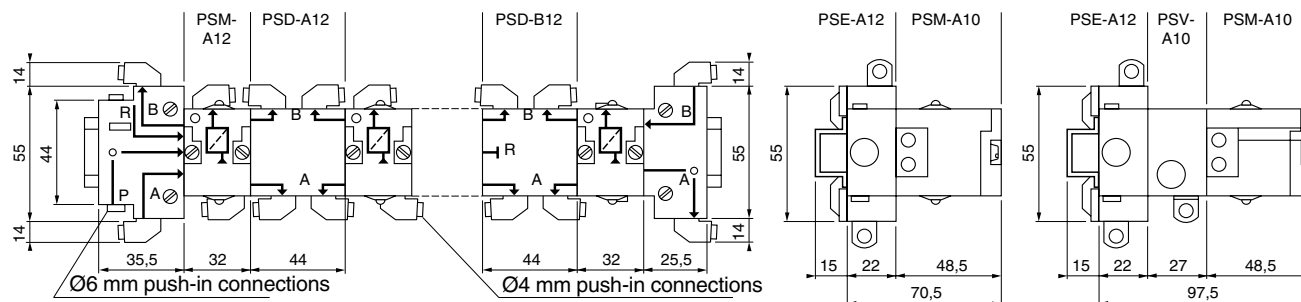 PSM-
A12
PSD-A12
PSD-B12
PSE-A12
PSM-A10
PSE-A12
PSV-
A10
PSM-A10
14
55
44
14
B
R
P
A
B
A
B
R
A
B
A
14
55
14
55
55
35,5
32
44
44
32
25,5
15
22
48,5
70,5
15
22
27
48,5
97,5
Ø6 mm push-in connections
Ø4 mm push-in connections